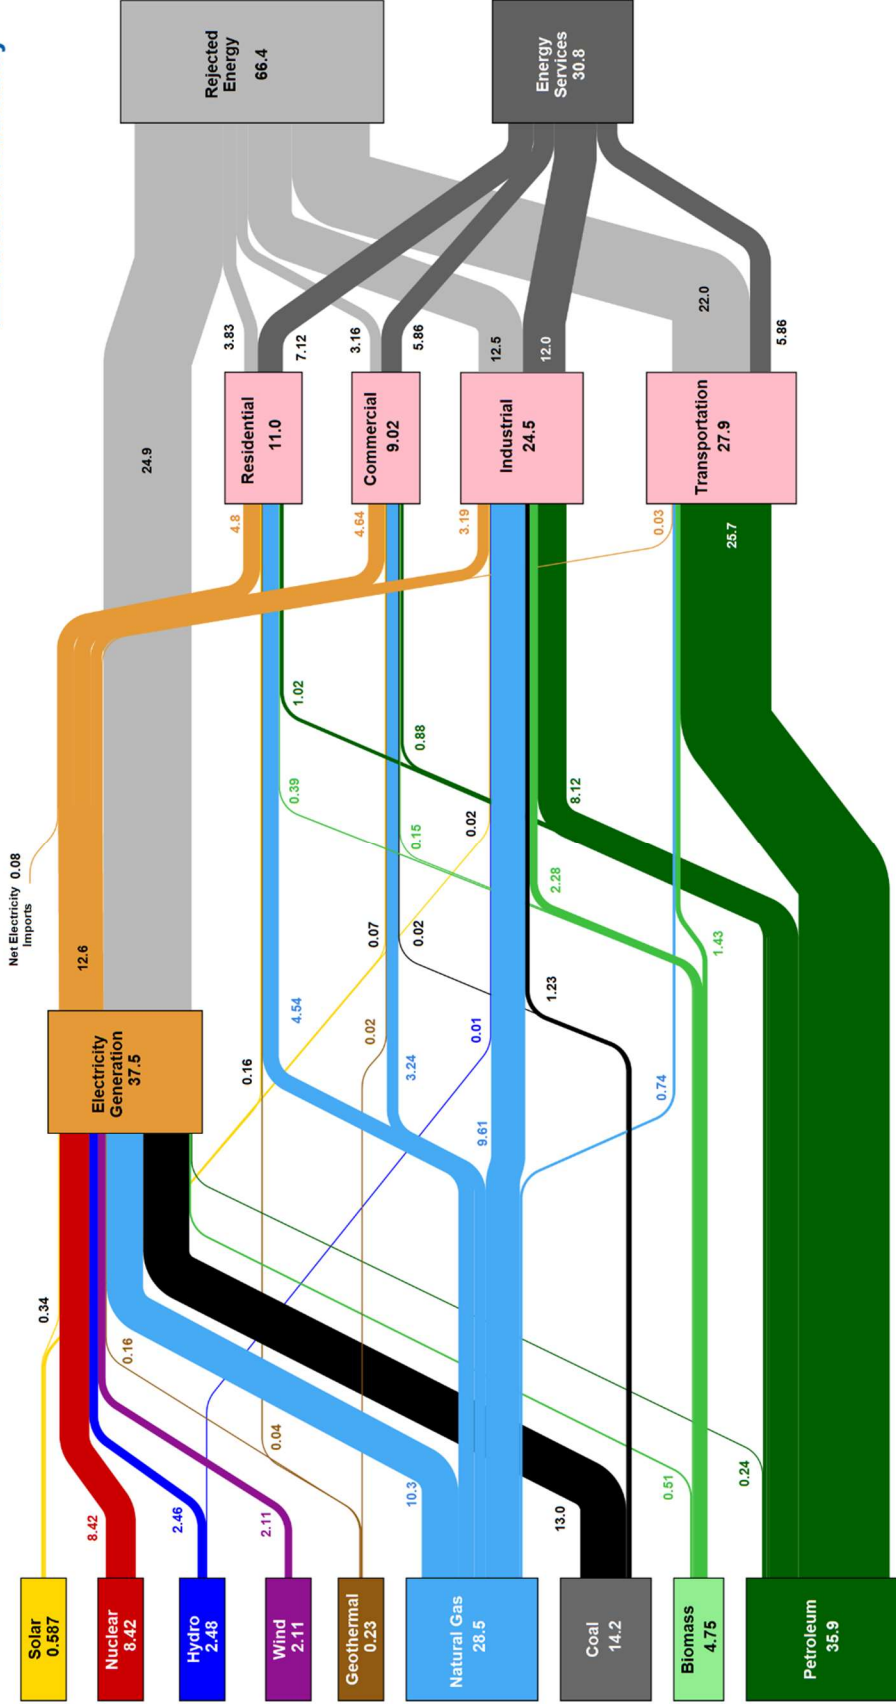 Solar
0.587
Nuclear
8.42
Hydro
2.48
Wind
2.11
Geothermal
0.23
Natural Gas
28.5
Coal
14.2
Biomass
4.75
Petroleum
35.9
0.34
8.42
2.46
2.11
0.16
0.04
10.3
13.0
0.51
0.24
Electricity
Generation
37.5
Net Electricity 0.08
Imports
12.6
0.16
4.54
0.02
3.24
0.07
0.02
0.01
9.61
0.74
1.23
0.39
1.02
0.15
0.88
0.02
2.28
8.12
1.43
24.9
4.8
4.64
3.19
0.03
25.7
Residential
11.0
Commercial
9.02
Industrial
24.5
Transportation
27.9
3.83
7.12
3.16
5.86
12.5
12.0
22.0
5.86
Rejected
Energy
66.4
Energy
Services
30.8